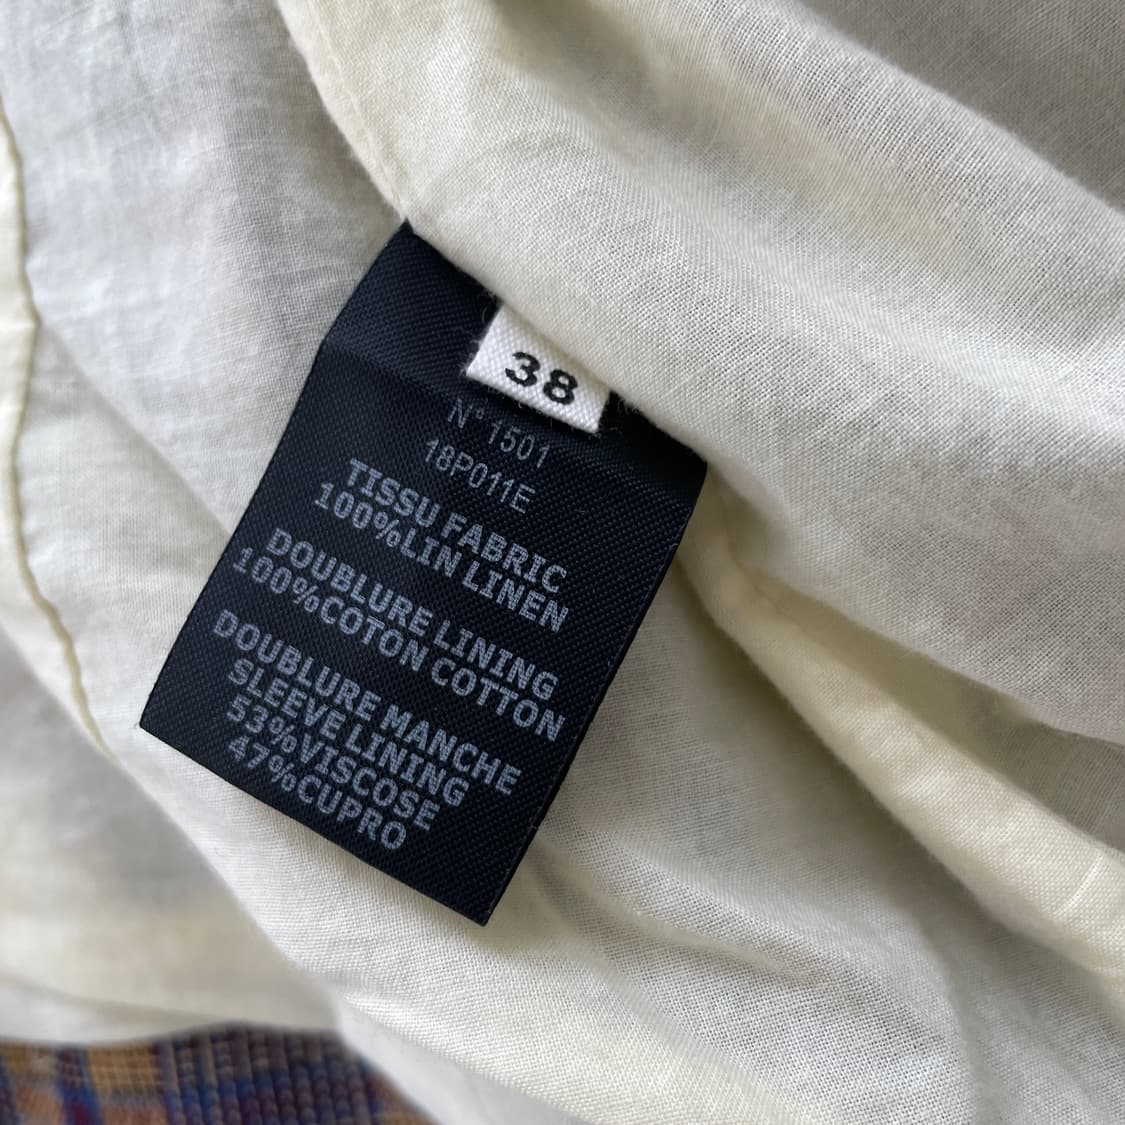 38
N° 1501
18P011E
TISSU FABRIC
100%LIN LINEN
DOUBLURE LINING
100%COTON COTTON
DOUBLURE MANCHE
SLEEVE LINING
53%VISCOSE
47%CUPRO